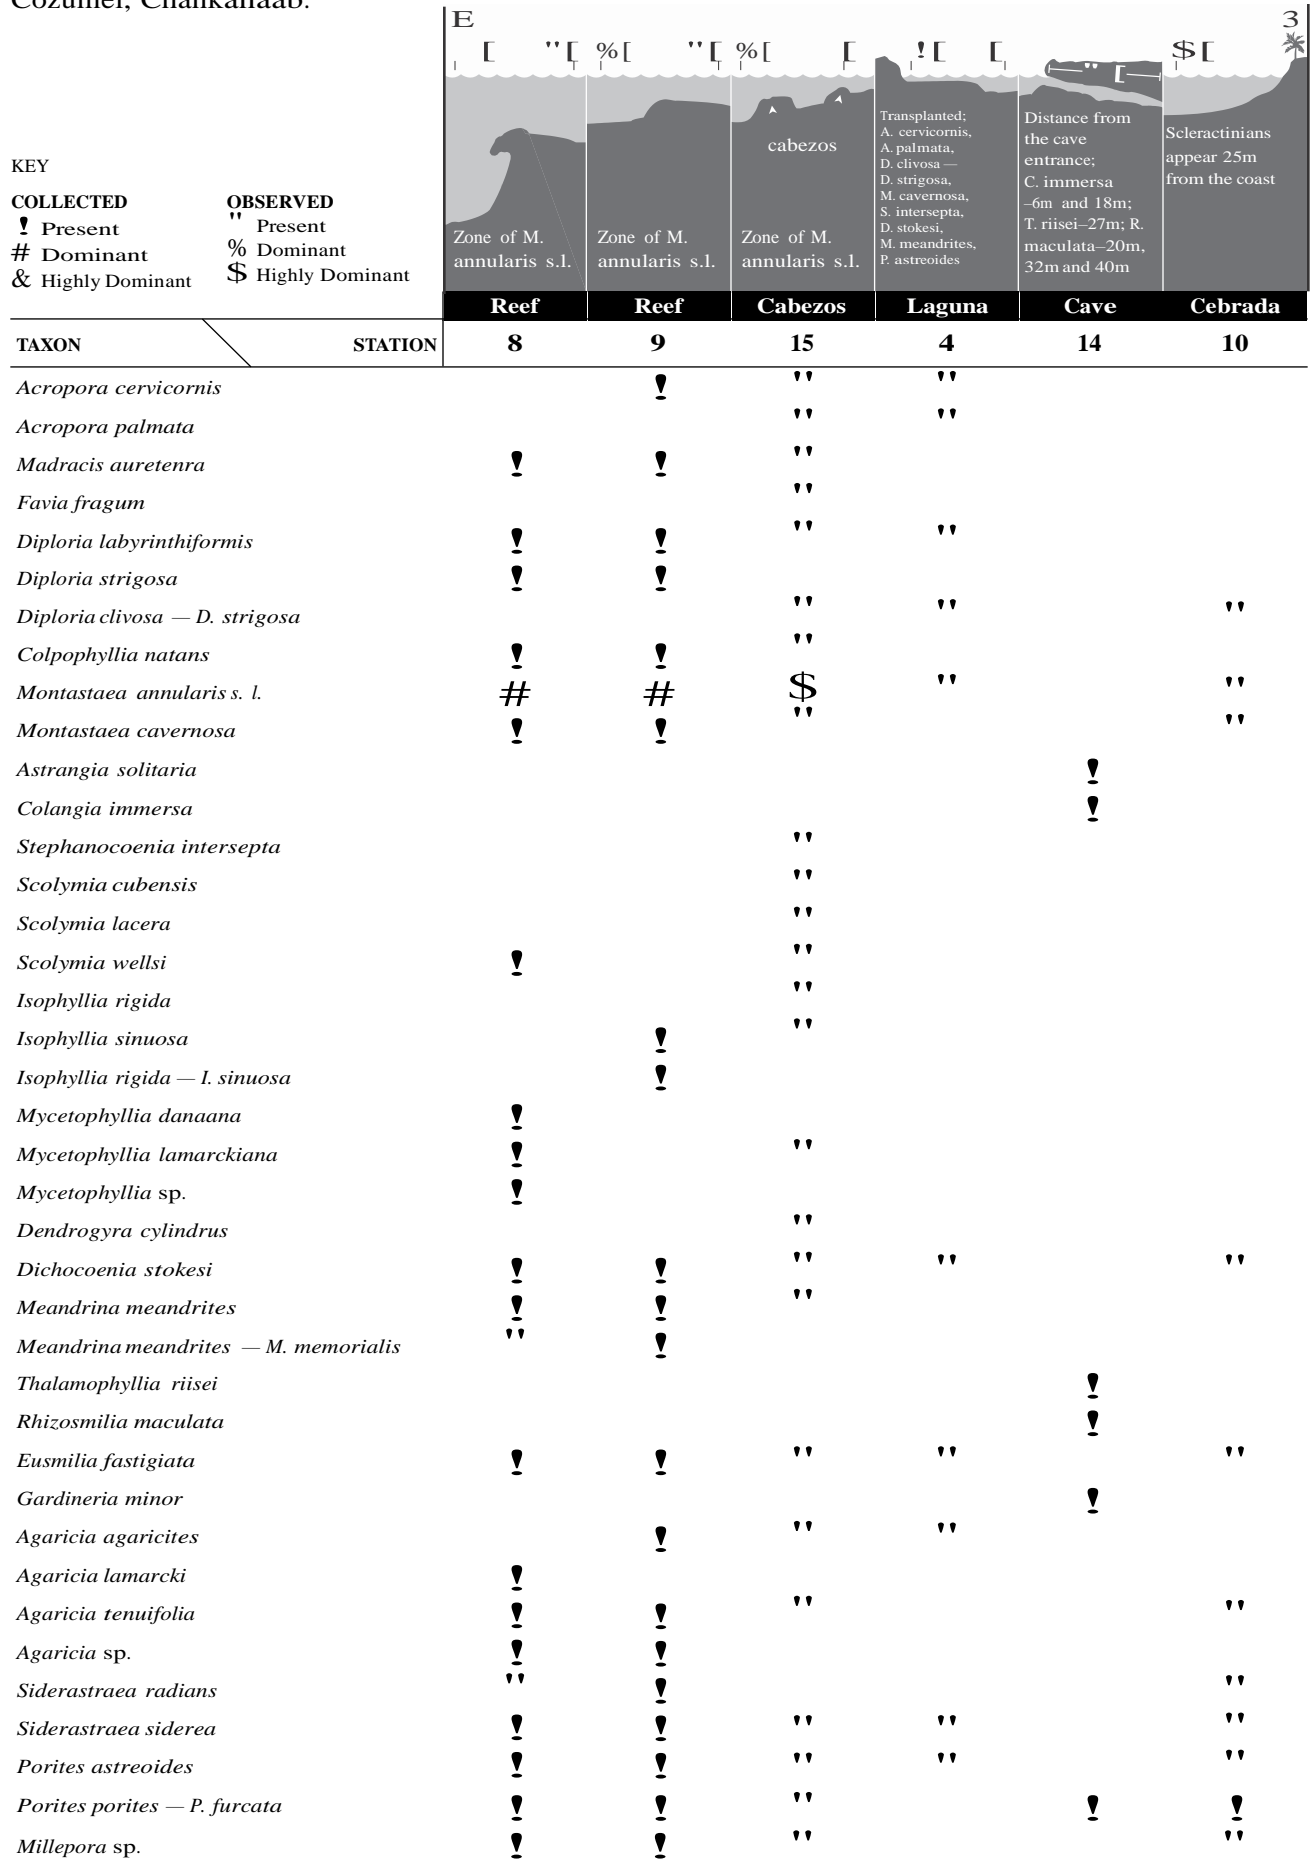 E 3
[ "[ %[ "[ %[ [ ![ [ " [ $[
Transplanted;
A. cervicornis,
A. palmata,
D. clivosa —
D. strigosa,
M. cavernosa,
S. intersepta,
D. stokesi,
M. meandrites,
P. astreoides
Distance from
the cave
entrance;
C. immersa
–6m and 18m;
T. riisei–27m; R.
maculata–20m,
32m and 40m
Scleractinians
appear 25m
from the coast
cabezos
Zone of M.
annularis s.l.
Zone of M.
annularis s.l.
Zone of M.
annularis s.l.
KEY
COLLECTED OBSERVED
! Present " Present
# Dominant % Dominant
& Highly Dominant $ Highly Dominant
Reef Reef Cabezos Laguna Cave Cebrada
TAXON STATION 8 9 15 4 14 10
Acropora cervicornis ! " "
Acropora palmata " "
Madracis auretenra ! ! "
Favia fragum "
Diploria labyrinthiformis ! ! " "
Diploria strigosa ! !
Diploria clivosa — D. strigosa " " "
Colpophyllia natans ! ! "
Montastaea annularis s. l. # # $ " "
Montastaea cavernosa ! ! " "
Astrangia solitaria !
Colangia immersa !
Stephanocoenia intersepta "
Scolymia cubensis "
Scolymia lacera "
Scolymia wellsi ! "
Isophyllia rigida "
Isophyllia sinuosa ! "
Isophyllia rigida — I. sinuosa !
Mycetophyllia danaana !
Mycetophyllia lamarckiana ! "
Mycetophyllia sp. !
Dendrogyra cylindrus "
Dichocoenia stokesi ! ! " " "
Meandrina meandrites ! ! "
Meandrina meandrites — M. memorialis " !
Thalamophyllia riisei !
Rhizosmilia maculata !
Eusmilia fastigiata ! ! " " "
Gardineria minor !
Agaricia agaricites ! " "
Agaricia lamarcki !
Agaricia tenuifolia ! ! " "
Agaricia sp. ! !
Siderastraea radians " ! "
Siderastraea siderea ! ! " " "
Porites astreoides ! ! " " "
Porites porites — P. furcata ! ! " ! !
Millepora sp. ! ! " "